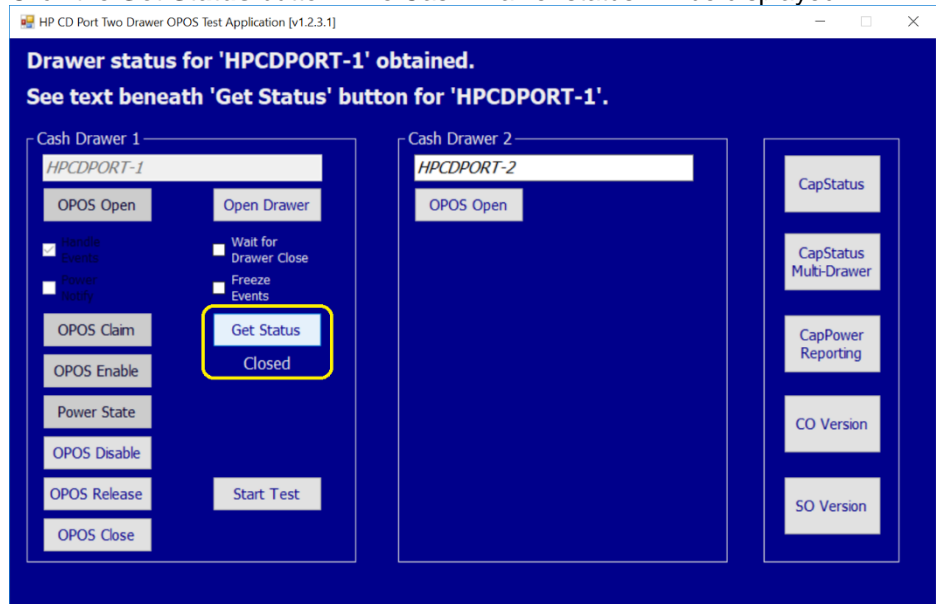 HP CD Port Two Drawer OPOS Test Application [v1.2.3.1]
Drawer status for 'HPCDPORT-1' obtained.
See text beneath 'Get Status' button for 'HPCDPORT-1'.
Cash Drawer 1
HPCDPORT-1
OPOS Open
Open Drawer
Handle
Events
Wait for
Drawer Close
Power
Notify
Freeze
Events
OPOS Claim
Get Status
Closed
OPOS Enable
Power State
OPOS Disable
OPOS Release
Start Test
OPOS Close
Cash Drawer 2
HPCDPORT-2
OPOS Open
CapStatus
CapStatus
Multi-Drawer
CapPower
Reporting
CO Version
SO Version